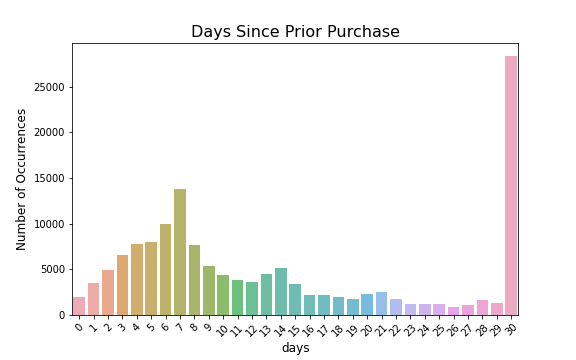 Days Since Prior Purchase
Number of Occurrences
25000
20000
15000
10000
5000
0
0 1 2 3 4 5 6 7 8 9 10 11 12 13 14 15 16 17 18 19 20 21 22 23 24 25 26 27 28 29 30
days